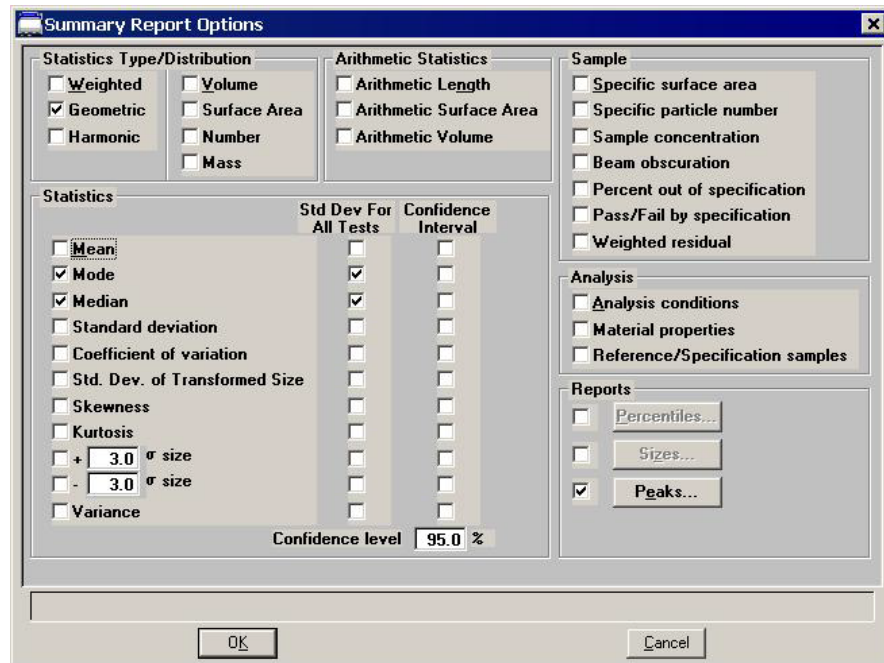 Summary Report Options
Statistics Type/Distribution
Weighted
Geometric
Harmonic
Volume
Surface Area
Number
Mass
Arithmetic Statistics
Arithmetic Length
Arithmetic Surface Area
Arithmetic Volume
Sample
Specific surface area
Specific particle number
Sample concentration
Beam obscuration
Percent out of specification
Pass/Fail by specification
Weighted residual
Statistics
Std Dev For
All Tests
Confidence
Interval
Mean
Mode
Median
Standard deviation
Coefficient of variation
Std. Dev. of Transformed Size
Skewness
Kurtosis
+ 3.0 σ size
- 3.0 σ size
Variance
Confidence level 95.0 %
Analysis
Analysis conditions
Material properties
Reference/Specification samples
Reports
Percentiles...
Sizes...
Peaks...
OK
Cancel